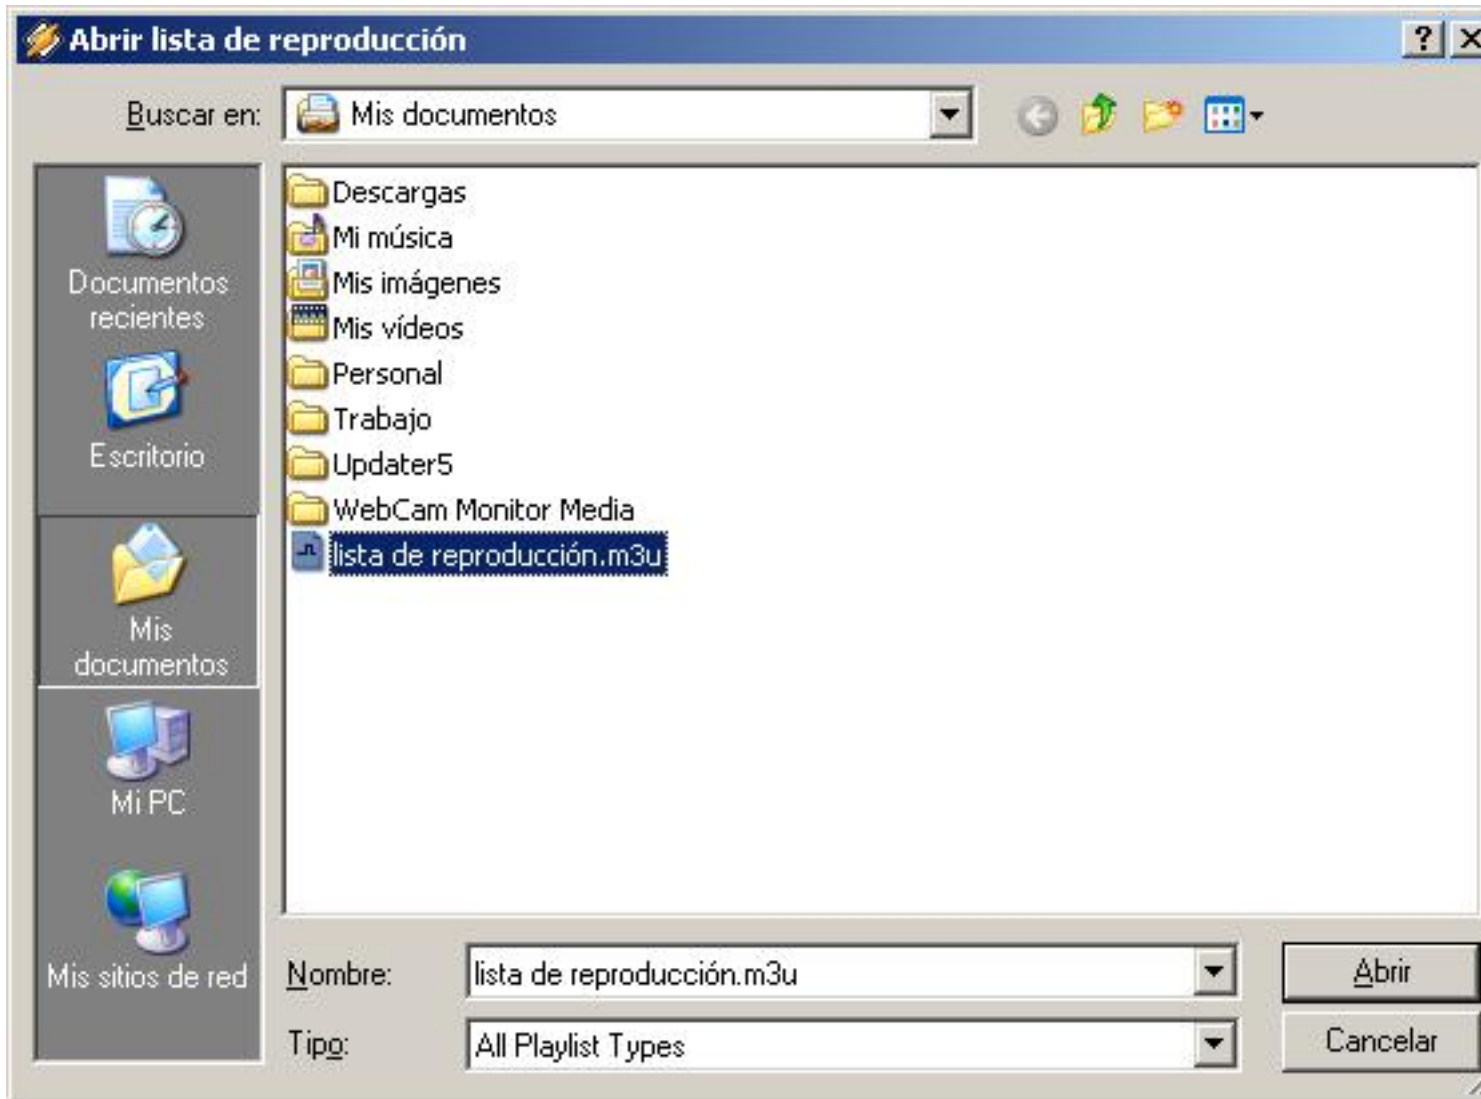 Abrir lista de reproducción
Buscar en:
Mis documentos
Documentos
recientes
Escritorio
Mis
documentos
Mi PC
Mis sitios de red
Descargas
Mi música
Mis imágenes
Mis vídeos
Personal
Trabajo
Updater5
WebCam Monitor Media
lista de reproducción.m3u
Nombre:
lista de reproducción.m3u
Abrir
Tipo:
All Playlist Types
Cancelar